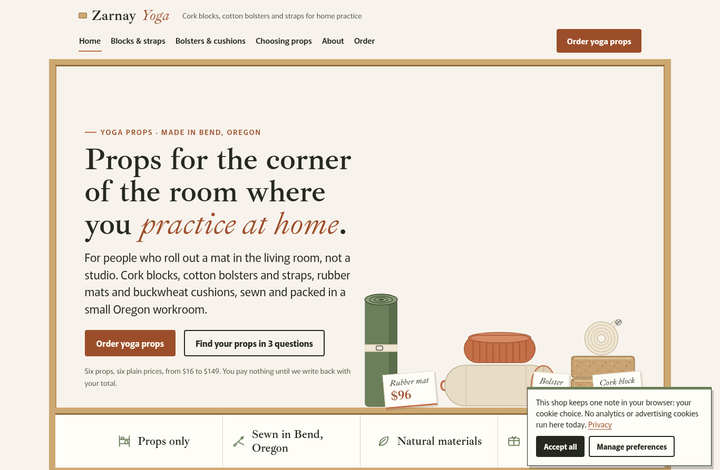 Zarnay Yoga
Cork blocks, cotton bolsters and straps for home practice
Home
Blocks & straps
Bolsters & cushions
Choosing props
About
Order
Order yoga props
YOGA PROPS · MADE IN BEND, OREGON
Props for the corner
of the room where
you practice at home.
For people who roll out a mat in the living room, not a
studio. Cork blocks, cotton bolsters and straps, rubber
mats and buckwheat cushions, sewn and packed in a
small Oregon workroom.
Order yoga props
Find your props in 3 questions
Six props, six plain prices, from $16 to $149. You pay nothing until we write back with
your total.
Rubber mat
$96
Bolster
Cork block
Props only
Sewn in Bend,
Oregon
Natural materials
This shop keeps one note in your browser: your
cookie choice. No analytics or advertising cookies
run here today. Privacy
Accept all
Manage preferences